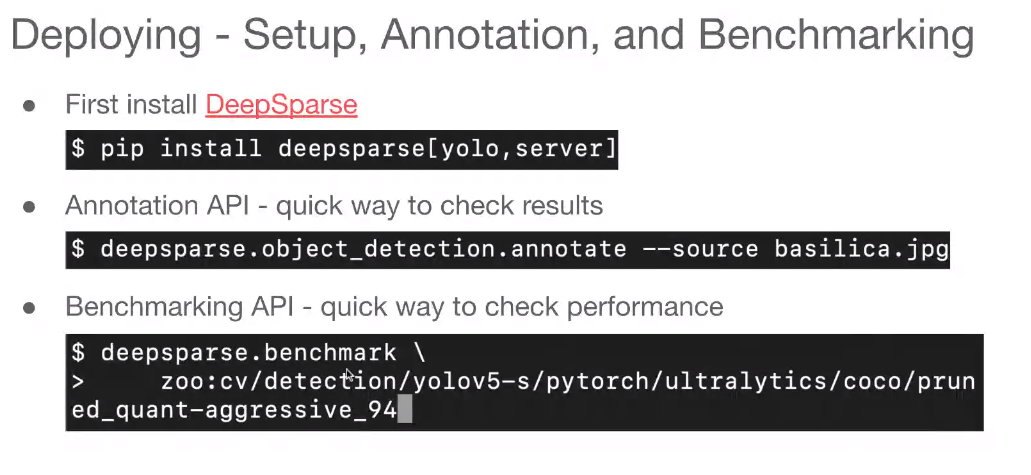 Deploying - Setup, Annotation, and Benchmarking
● First install DeepSparse
$ pip install deepsparse[yolo,server]
● Annotation API - quick way to check results
$ deepsparse.object_detection.annotate --source basilica.jpg
● Benchmarking API - quick way to check performance
$ deepsparse.benchmark \
> zoo:cv/detection/yolov5-s/pytorch/ultralytics/coco/prun
ed_quant-aggressive_94